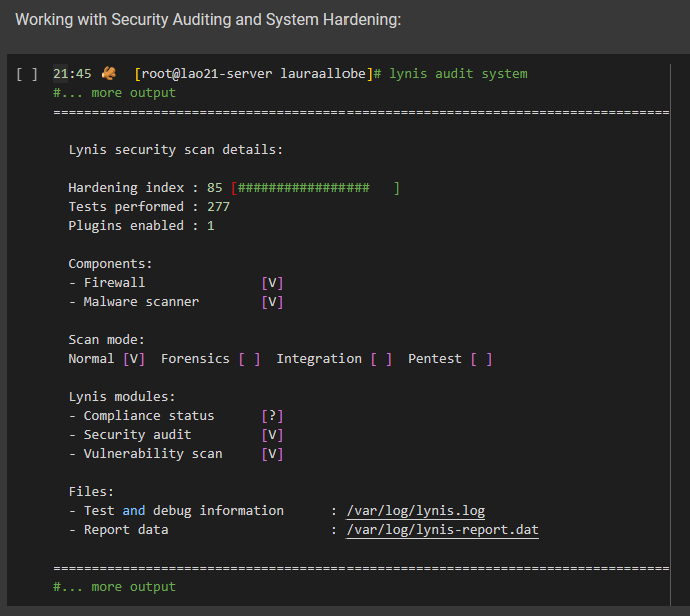 Working with Security Auditing and System Hardening:
[ ] 21:45 🐿️ [root@lao21-server lauraallobe]# lynis audit system
#... more output
================================================================================
Lynis security scan details:
Hardening index : 85 [################# ]
Tests performed : 277
Plugins enabled : 1
Components:
- Firewall [V]
- Malware scanner [V]
Scan mode:
Normal [V] Forensics [ ] Integration [ ] Pentest [ ]
Lynis modules:
- Compliance status [?]
- Security audit [V]
- Vulnerability scan [V]
Files:
- Test and debug information : /var/log/lynis.log
- Report data : /var/log/lynis-report.dat
================================================================================
#... more output